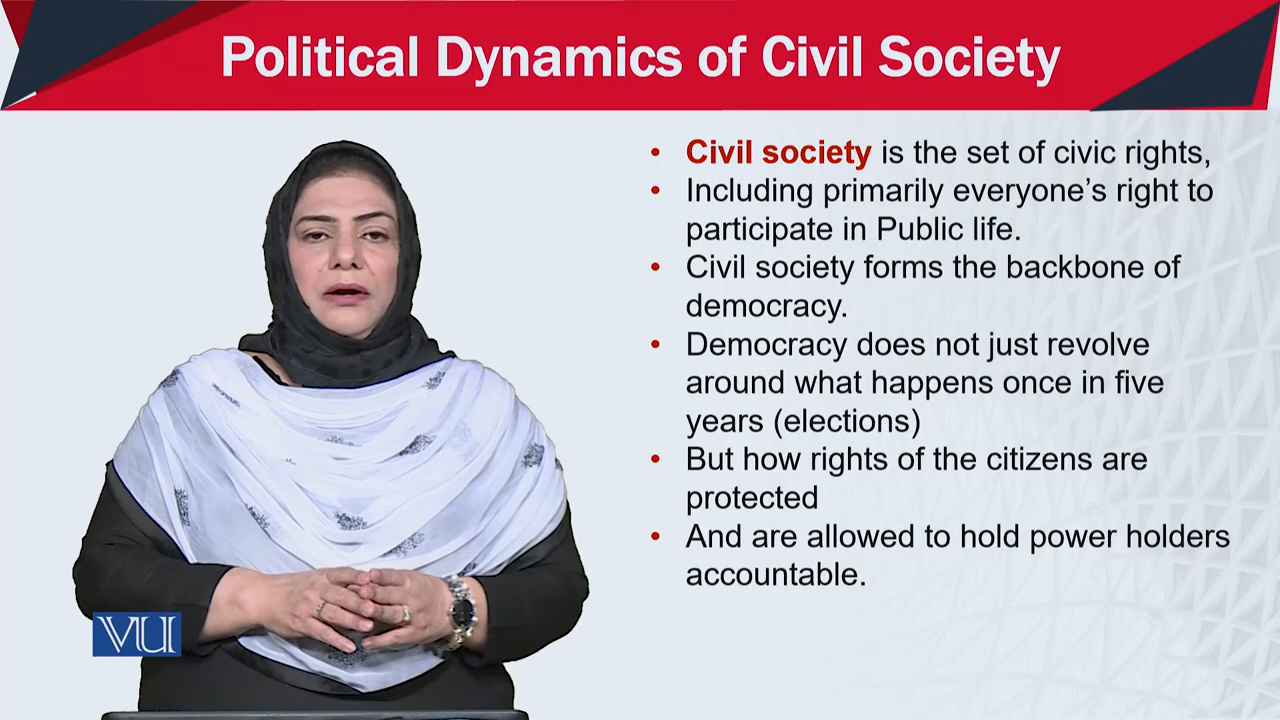 Political Dynamics of Civil Society
• Civil society is the set of civic rights,
• Including primarily everyone’s right to
participate in Public life.
• Civil society forms the backbone of
democracy.
• Democracy does not just revolve
around what happens once in five
years (elections)
• But how rights of the citizens are
protected
• And are allowed to hold power holders
accountable.
VU